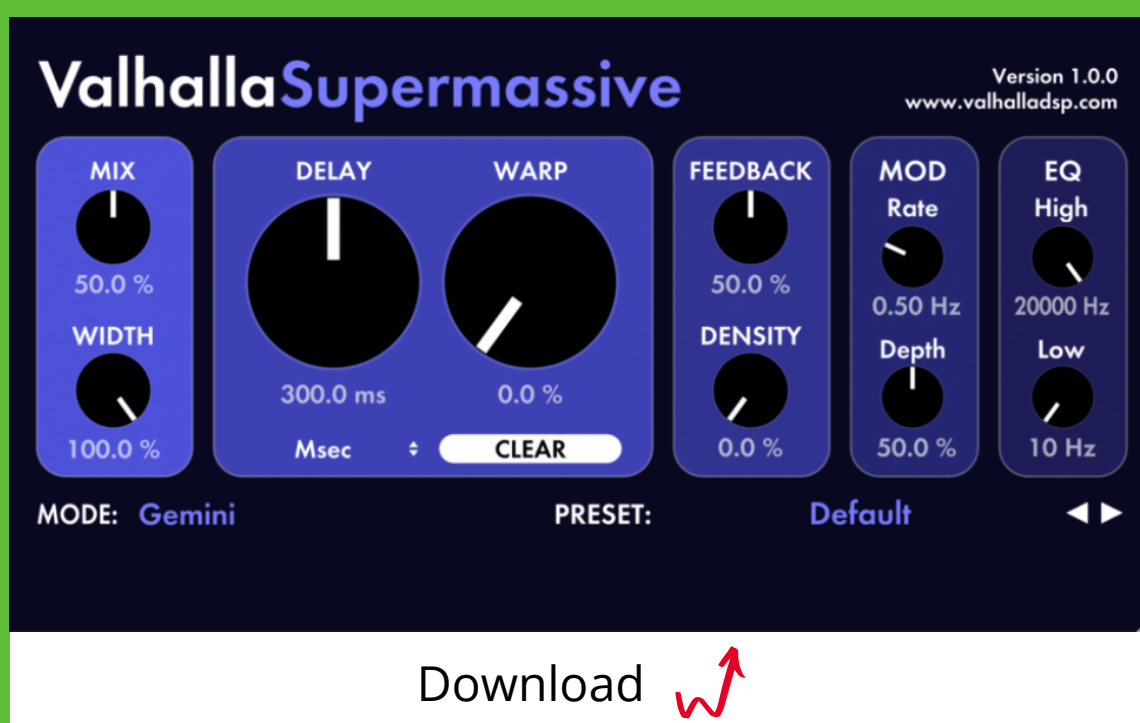 ValhallaSupermassive
Version 1.0.0
www.valhalladsp.com
MIX
50.0 %
WIDTH
100.0 %
DELAY
300.0 ms
Msec
WARP
0.0 %
CLEAR
FEEDBACK
50.0 %
DENSITY
0.0 %
MOD
Rate
0.50 Hz
Depth
50.0 %
EQ
High
20000 Hz
Low
10 Hz
MODE: Gemini
PRESET: Default
Download